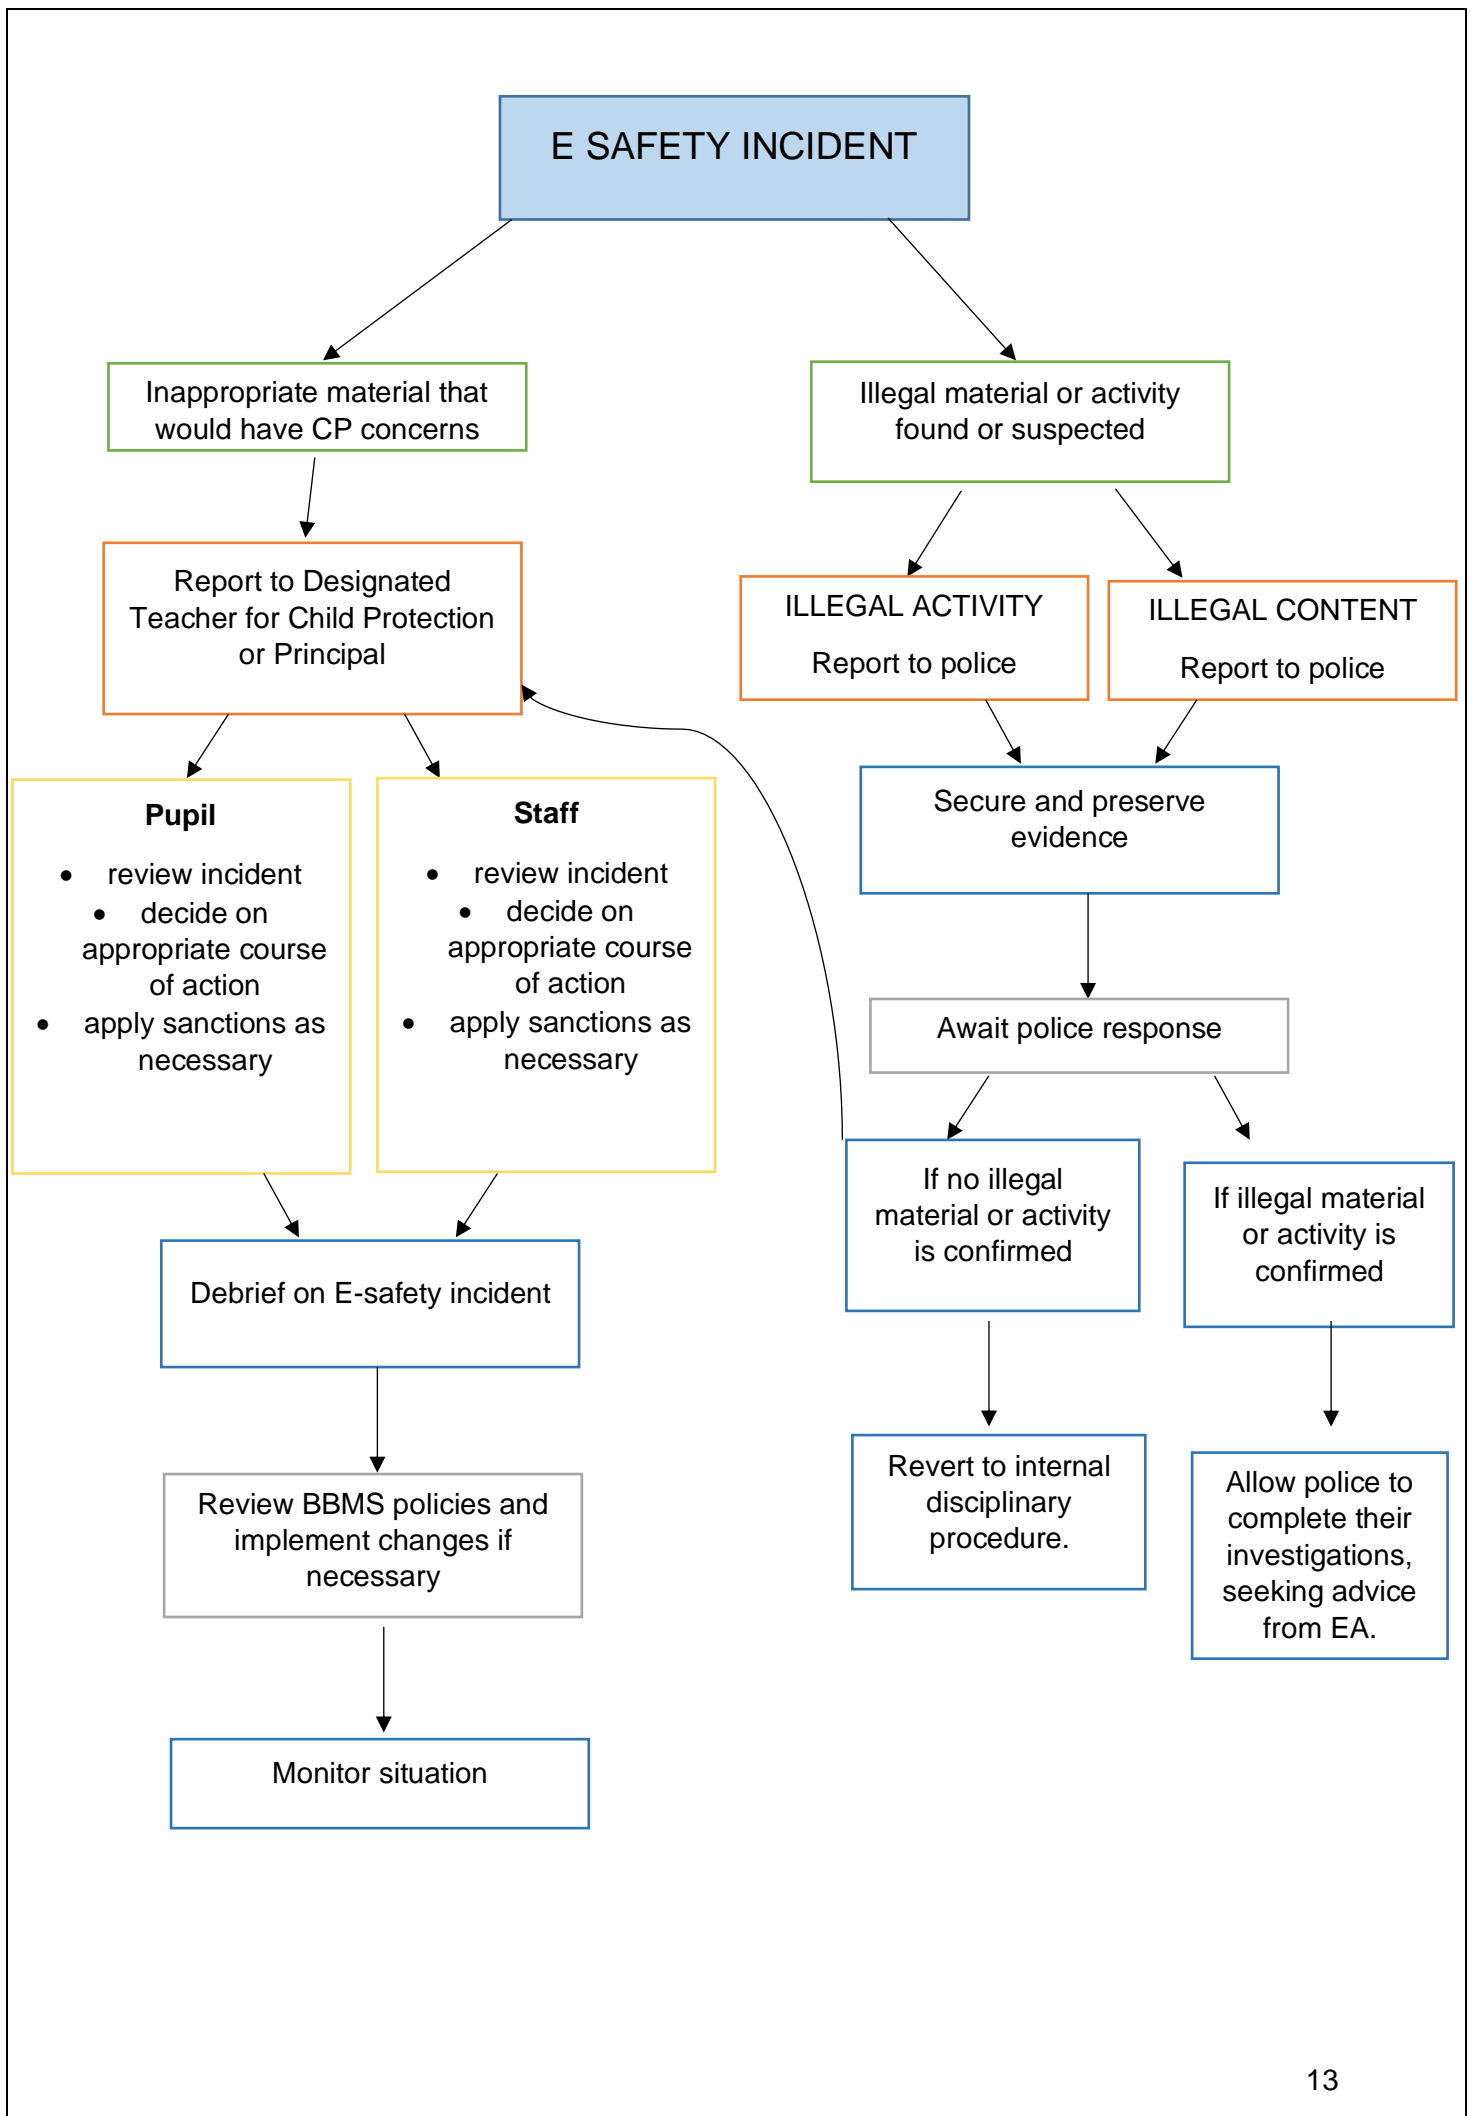 E SAFETY INCIDENT
Inappropriate material that
would have CP concerns
Illegal material or activity
found or suspected
Report to Designated
Teacher for Child Protection
or Principal
ILLEGAL ACTIVITY
Report to police
ILLEGAL CONTENT
Report to police
Pupil
• review incident
• decide on
appropriate course
of action
• apply sanctions as
necessary
Staff
• review incident
• decide on
appropriate course
of action
• apply sanctions as
necessary
Secure and preserve
evidence
Await police response
If no illegal
material or activity
is confirmed
If illegal material
or activity is
confirmed
Debrief on E-safety incident
Revert to internal
disciplinary
procedure.
Allow police to
complete their
investigations,
seeking advice
from EA.
Review BBMS policies and
implement changes if
necessary
Monitor situation
13